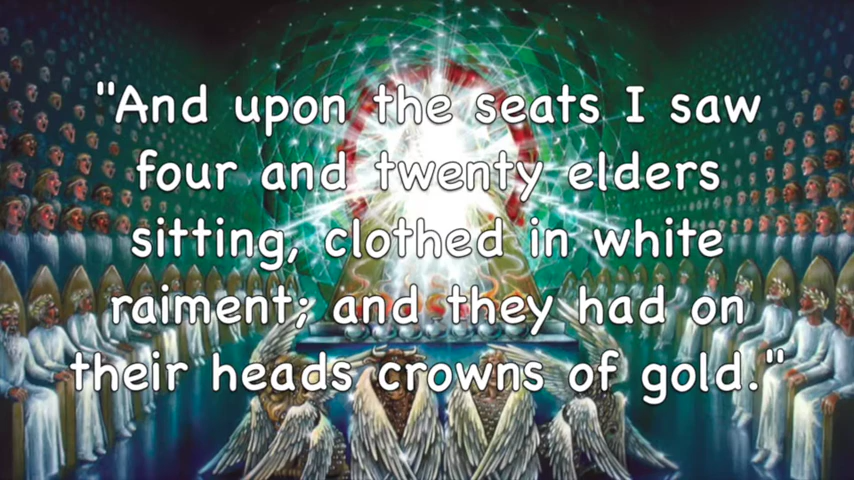 "And upon the seats I saw
four and twenty elders
sitting, clothed in white
raiment; and they had on
their heads crowns of gold."